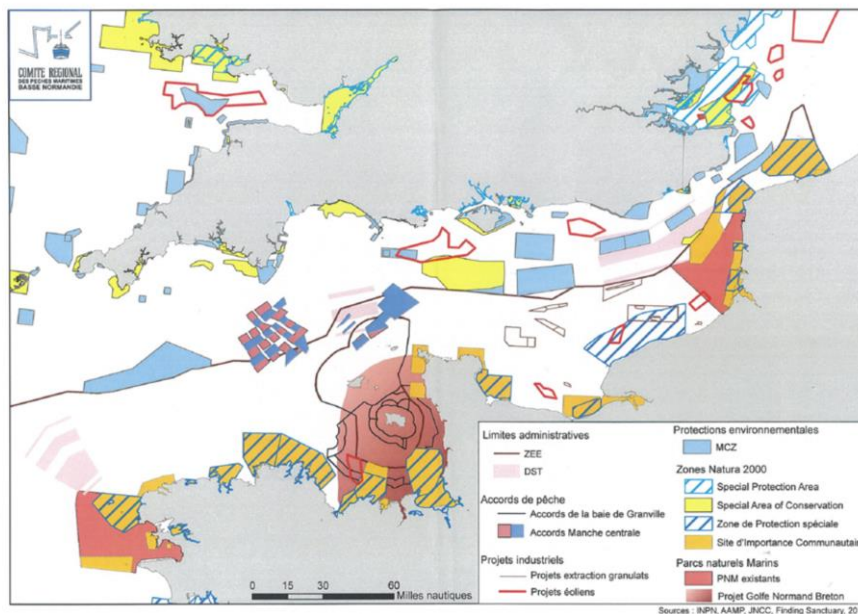 COMITE REGIONAL
DES PECHES MARITIMES
BASSE NORMANDIE
Limites administratives
ZEE
DST
Accords de pêche
Accords de la baie de Granville
Accords Manche centrale
Projets industriels
Projets extraction granulats
Projets éoliens
Protections environnementales
MCZ
Zones Natura 2000
Special Protection Area
Special Area of Conservation
Zone de Protection spéciale
Site d'Importance Communautai
Parcs naturels Marins
PNM existants
Projet Golfe Normand Breton
0 15 30 60
Milles nautiques
Sources : INPN, AAMP, JNCC, Finding Sanctuary, 20